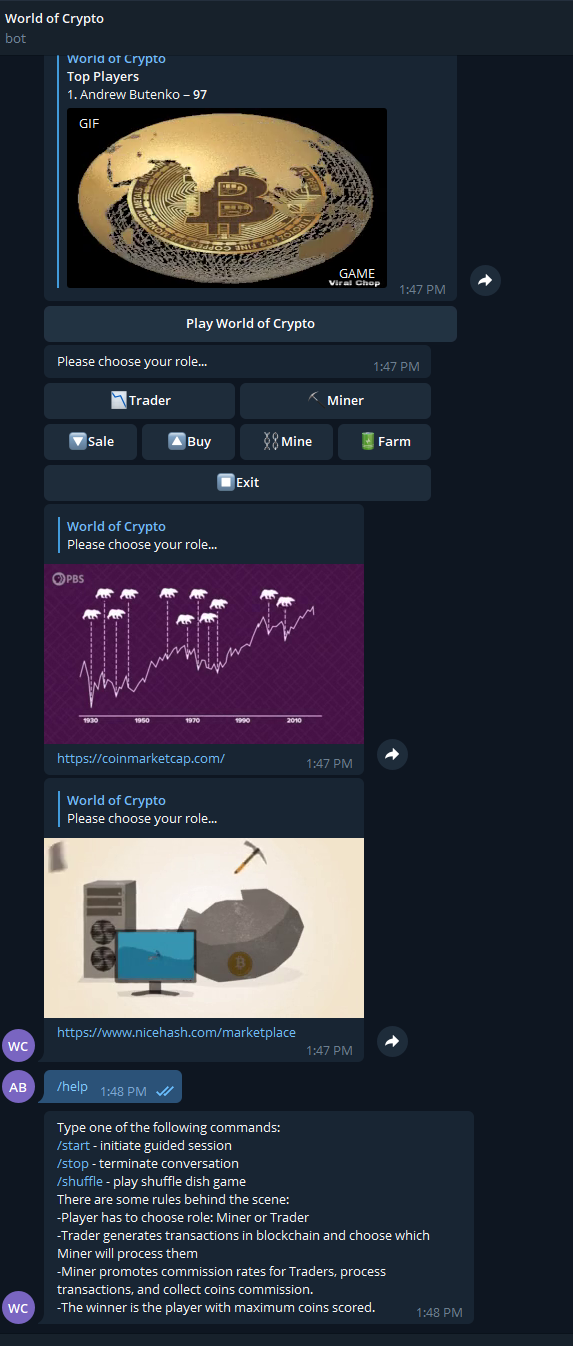 World of Crypto
bot
World of Crypto
Top Players
1. Andrew Butenko – 97
GIF
GAME
Viral Chop
1:47 PM
Play World of Crypto
Please choose your role...
1:47 PM
Trader
Miner
Sale
Buy
Mine
Farm
Exit
World of Crypto
Please choose your role...
PBS
1930 1950 1970 1990 2010
https://coinmarketcap.com/
1:47 PM
World of Crypto
Please choose your role...
https://www.nicehash.com/marketplace
1:47 PM
WC
AB
/help 1:48 PM
Type one of the following commands:
/start - initiate guided session
/stop - terminate conversation
/shuffle - play shuffle dish game
There are some rules behind the scene:
-Player has to choose role: Miner or Trader
-Trader generates transactions in blockchain and choose which
Miner will process them
-Miner promotes commission rates for Traders, process
transactions, and collect coins commission.
-The winner is the player with maximum coins scored.
1:48 PM
WC